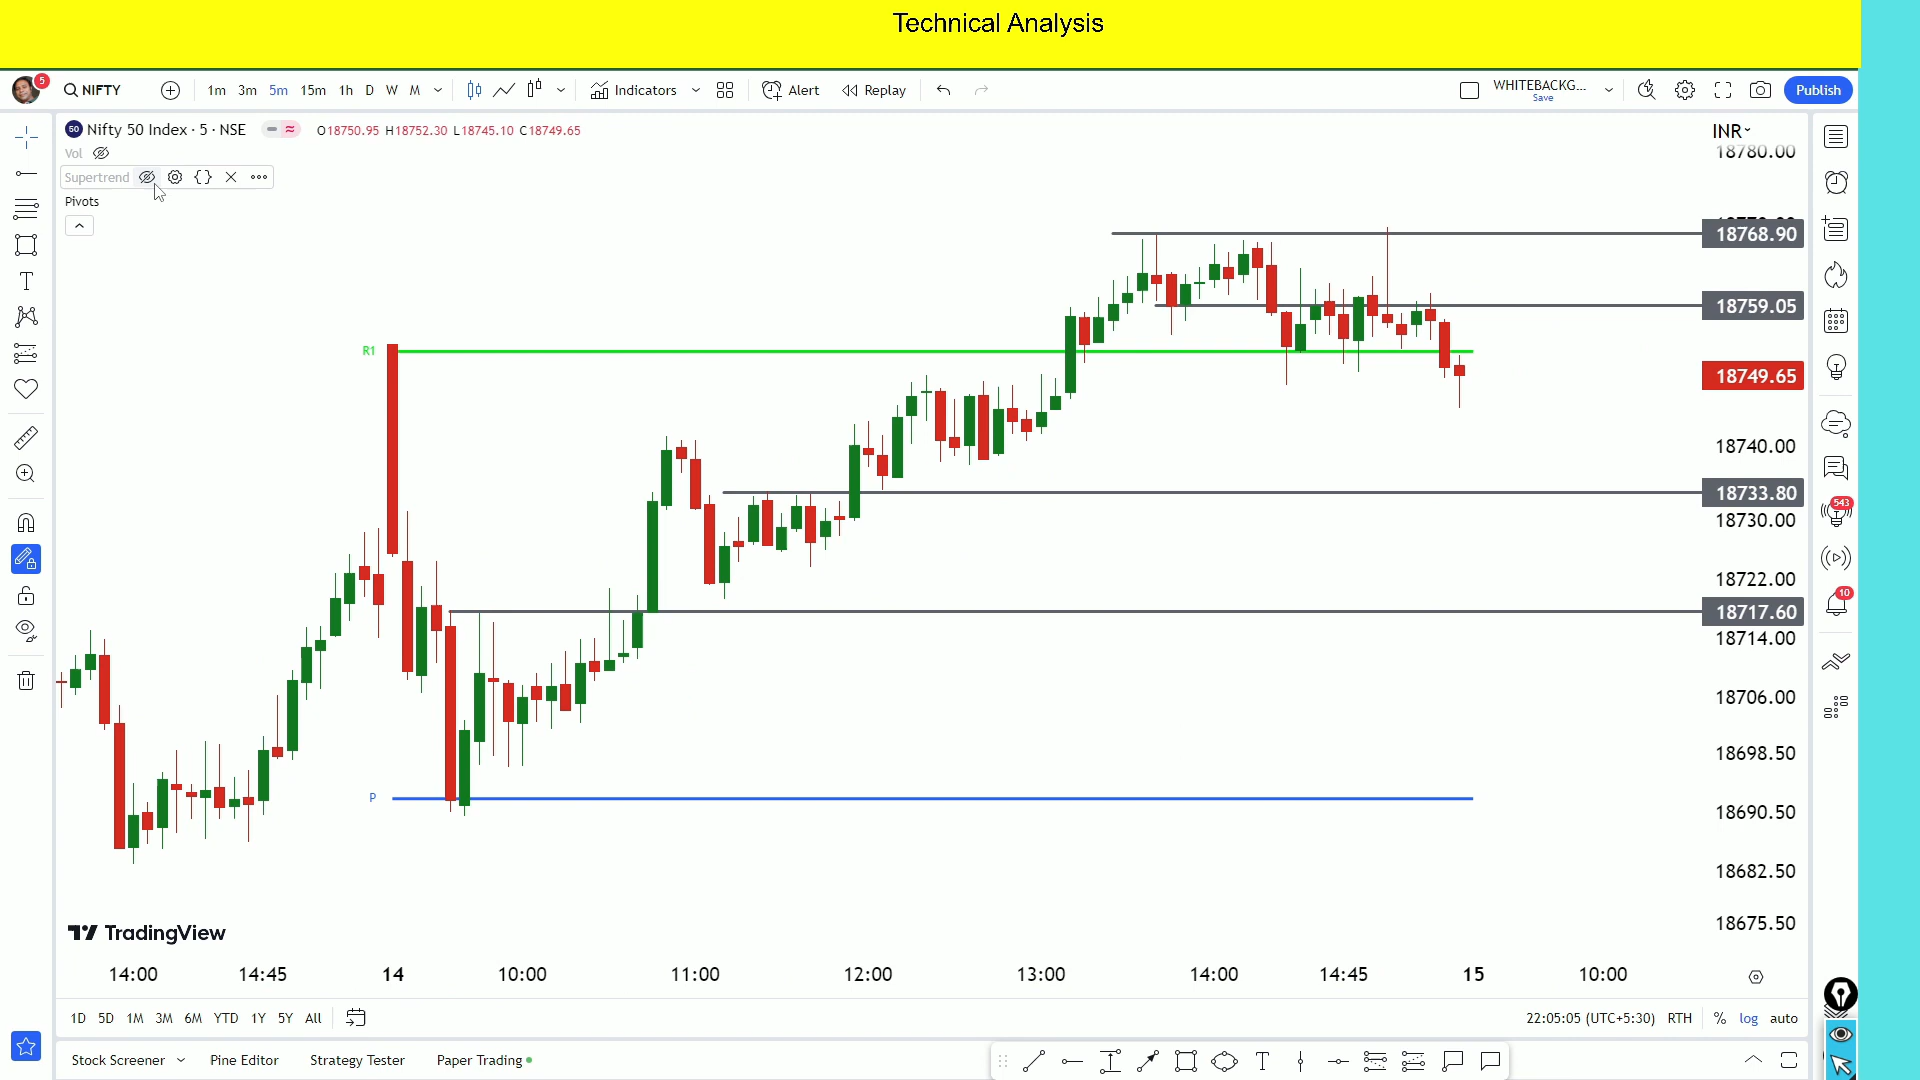 Technical Analysis
5
NIFTY
1m 3m 5m 15m 1h D W M
Indicators
Alert
Replay
WHITEBACKG...
Save
Publish
50 Nifty 50 Index · 5 · NSE
O18750.95 H18752.30 L18745.10 C18749.65
INR
18780.00
Vol
Supertrend
Pivots
18768.90
18759.05
R1
18749.65
18740.00
18733.80
18730.00
543
18722.00
10
18717.60
18714.00
18706.00
18698.50
P
18690.50
18682.50
18675.50
TradingView
14:00 14:45 14 10:00 11:00 12:00 13:00 14:00 14:45 15 10:00
1D 5D 1M 3M 6M YTD 1Y 5Y All
22:05:05 (UTC+5:30) RTH % log auto
Stock Screener Pine Editor Strategy Tester Paper Trading